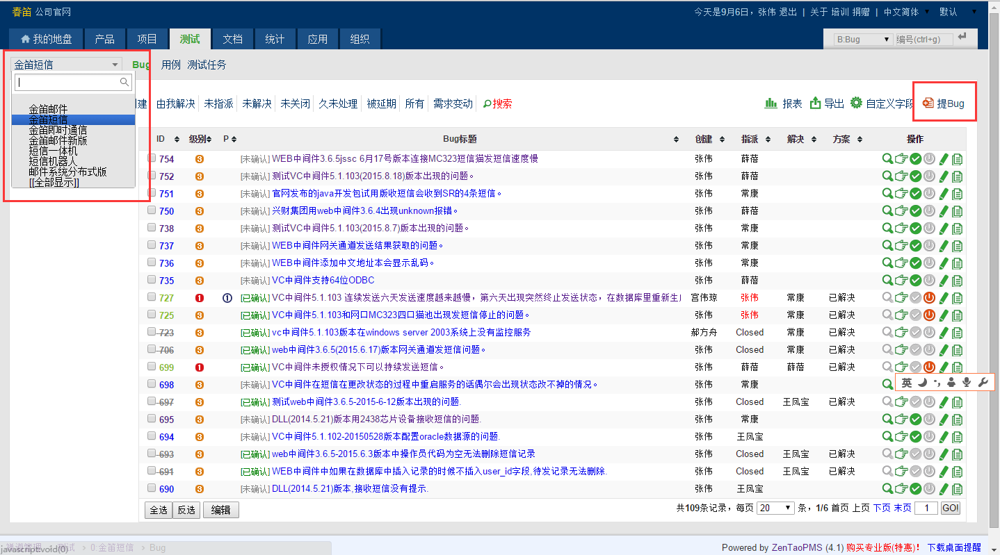 春笛 公司官网 今天是9月6日，张伟 退出 | 关于 培训 捐赠 | 中文简体 默认
我的地盘 产品 项目 测试 文档 统计 应用 组织 B:Bug 编号(ctrl+g)
金笛短信 Bug 用例 测试任务
金笛邮件
金笛短信
金笛即时通信
金笛邮件新版
短信一体机
短信机器人
邮件系统分布式版
[[全部显示]]
建 由我解决 未指派 未解决 未关闭 久未处理 被延期 所有 需求变动 搜索 报表 导出 自定义字段 提Bug
ID 级别 P Bug标题 创建 指派 解决 方案 操作
754 3 [未确认] WEB中间件3.6.5jssc 6月17号版本连接MC323短信猫发短信速度慢 张伟 薛蓓
752 3 [未确认] 测试VC中间件5.1.103(2015.8.18)版本出现的问题。 张伟 薛蓓
751 3 [未确认] 官网发布的java开发包试用版收短信会收到SR的4条短信。 张伟 常康
750 3 [未确认] 兴财集团用web中间件3.6.4出现unknown报错。 张伟 薛蓓
738 3 [未确认] 测试VC中间件5.1.103(2015.8.7)版本出现的问题。 张伟 常康
737 3 [未确认] WEB中间件网关通道发送结果获取的问题。 张伟 常康
736 3 [未确认] WEB中间件添加中文地址本会显示乱码。 张伟 常康
735 3 [未确认] VC中间件支持64位ODBC 张伟 薛蓓
727 1 1 [已确认] VC中间件5.1.103 连续发送六天发送速度越来越慢，第六天出现突然终止发送状态，在数据库里重新生成 宫伟琼 张伟 常康 已解决
725 3 [已确认] VC中间件5.1.103和网口MC323四口猫池出现发短信停止的问题。 张伟 张伟 常康 已解决
723 3 [已确认] vc中间件5.1.103版本在windows server 2003系统上没有监控服务 郝方舟 Closed 常康 已解决
706 3 [已确认] web中间件3.6.5(2015.6.17)版本网关通道发短信问题。 张伟 Closed 常康 已解决
699 1 [已确认] VC中间件未授权情况下可以持续发送短信。 张伟 薛蓓 薛蓓 已解决
698 3 [未确认] VC中间件在短信在更改状态的过程中重启服务的话偶尔会出现状态改不掉的情况。 张伟 常康
英
697 3 [已确认] 测试web中间件3.6.5-2015-6-12版本出现的问题. 张伟 Closed 王凤宝 已解决
695 3 [未确认] DLL(2014.5.21)版本用2438芯片设备接收短信的问题. 张伟 常康
694 3 [未确认] VC中间件5.1.102-20150528版本配置oracle数据源的问题. 张伟 王凤宝
693 3 [已确认] web中间件3.6.5-2015.6.3版本中操作员代码为空无法删除短信记录 张伟 Closed 王凤宝 已解决
691 3 [已确认] WEB中间件中如果在数据库中插入记录的时候不插入user_id字段,待发记录无法删除. 张伟 Closed 王凤宝 已解决
690 3 [未确认] DLL(2014.5.21)版本,接收短信没有提示. 张伟 王凤宝
全选 反选 编辑 共109条记录，每页 20 条，1/6 首页 上页 下页 末页 1 GO!
禅道管理 测试 > 0:金笛短信 > Bug Powered by ZenTaoPMS (4.1) 购买专业版(特惠)！ 下载桌面提醒
javascript:void(0)